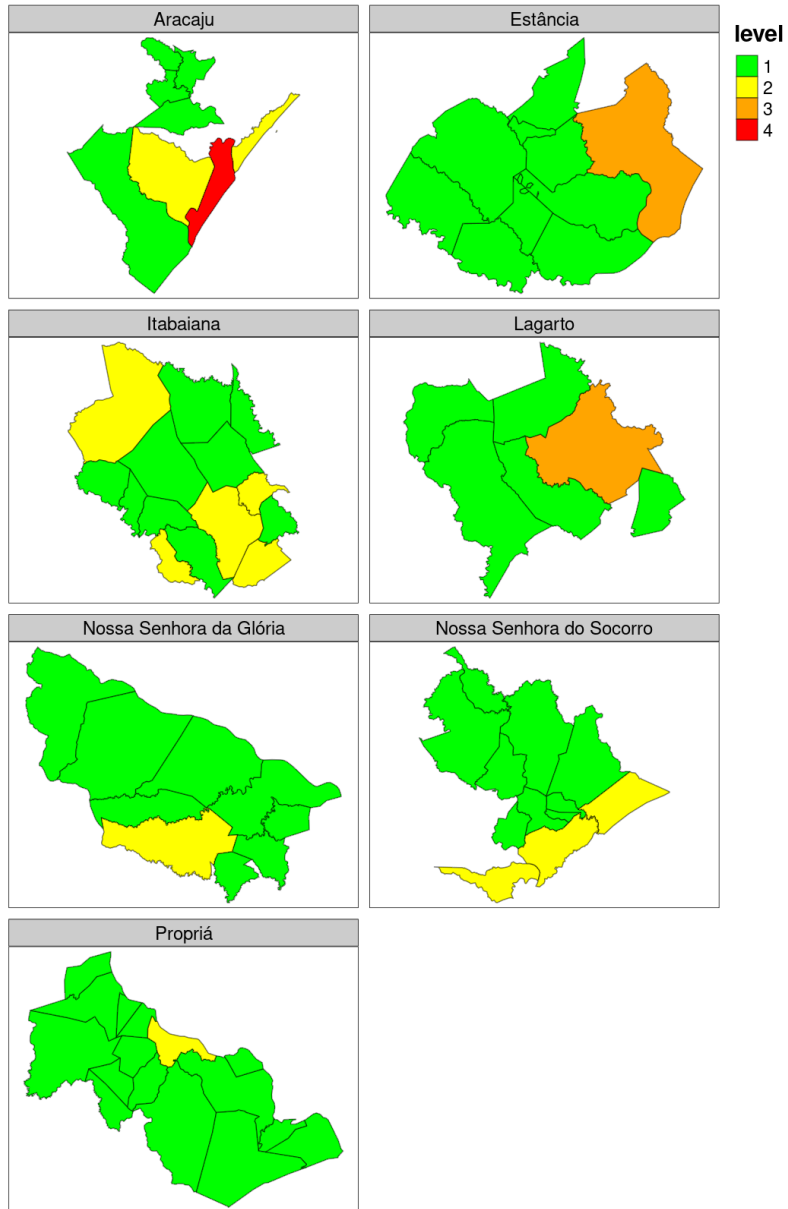 Aracaju
Estância
level
1
2
3
4
Itabaiana
Lagarto
Nossa Senhora da Glória
Nossa Senhora do Socorro
Propriá